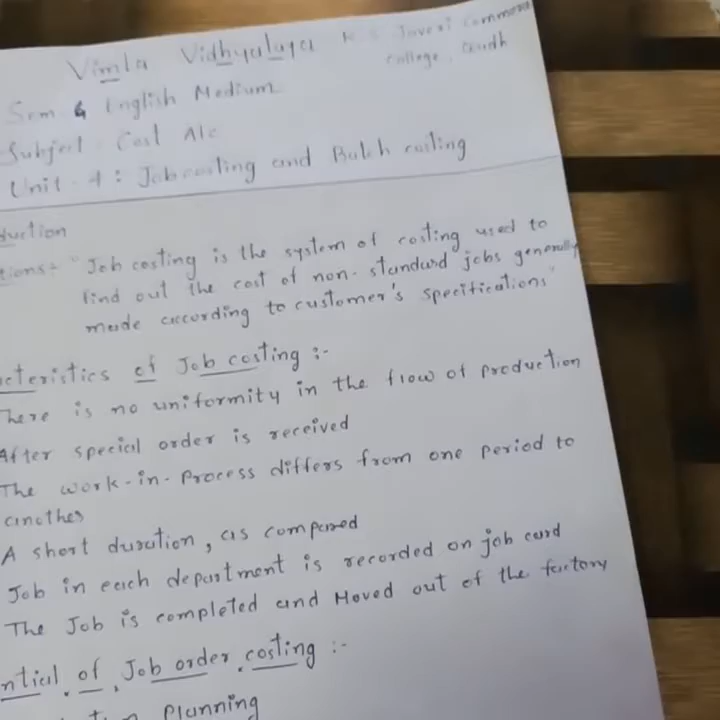 Vimla Vidhyalaya K S Javeri Commerce
College,
Sem 4 English Medium
Subject - Cost A/c
Unit - 4 : Job costing and Batch costing
duction
tions = "Job costing is the system of costing used to
find out the cost of non-standard jobs generally
made according to customer's specifications"
cteristics of Job costing :-
There is no uniformity in the flow of production
After special order is received
The work-in-Process differs from one period to
another
A short duration, as compared
Job in each department is recorded on job card
The Job is completed and Moved out of the factory
ntial of Job order costing :-
Planning